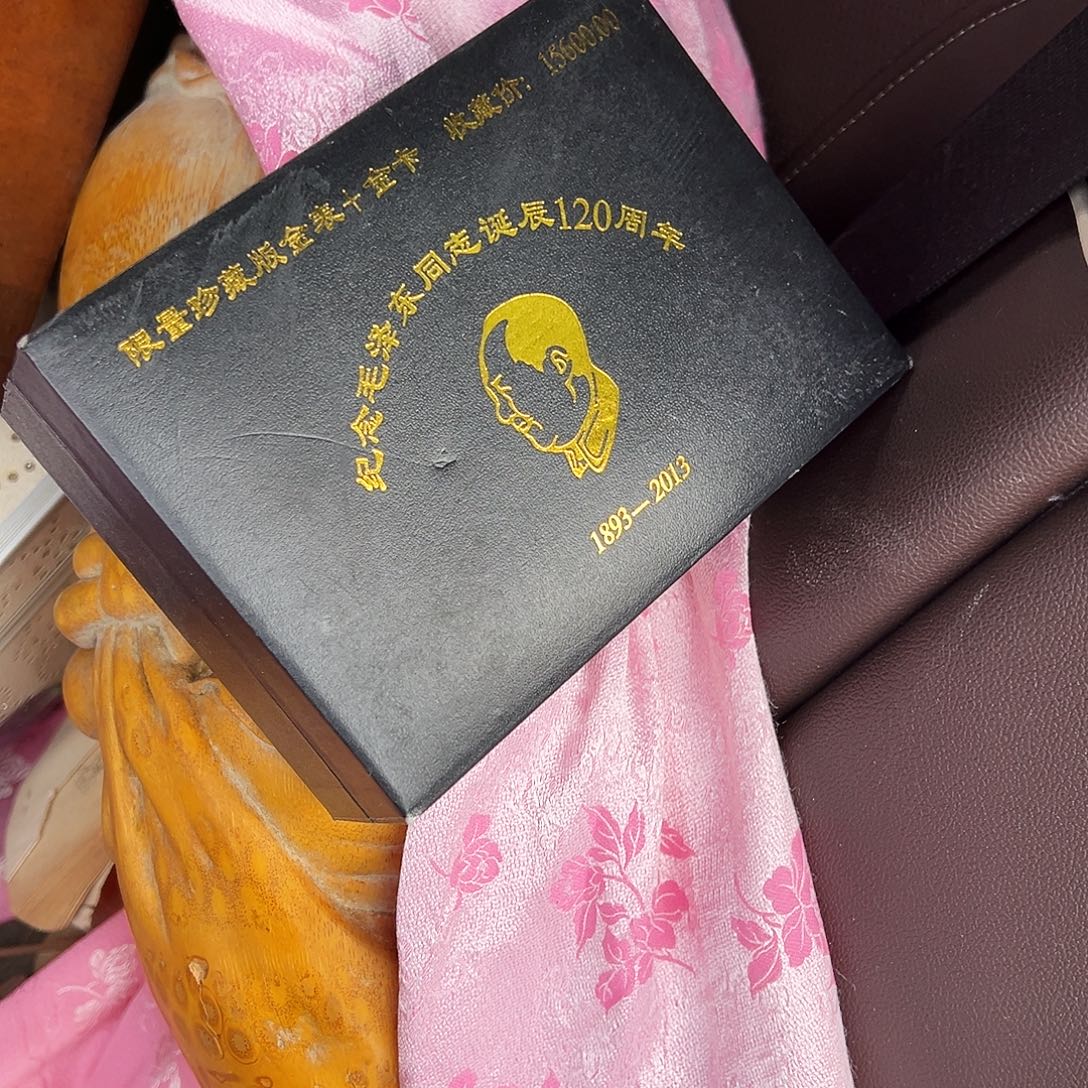 限量珍藏版金装+金卡 收藏价：15600.00
纪念毛泽东同志诞辰120周年
1893—2013